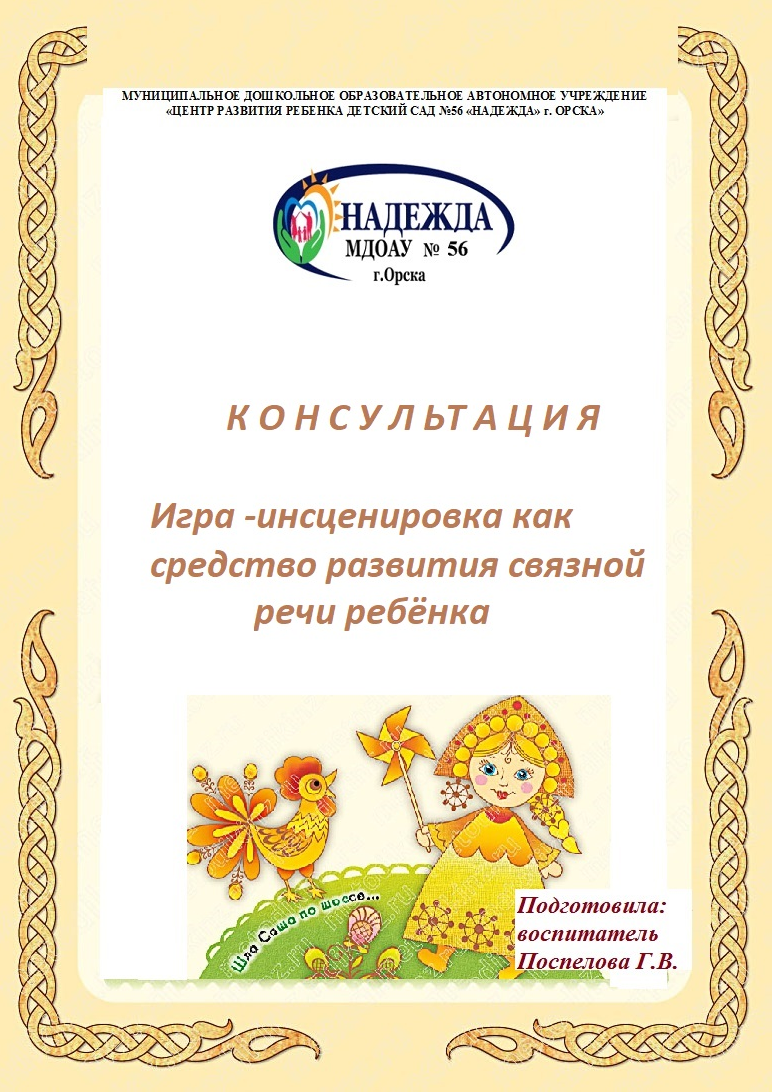 МУНИЦИПАЛЬНОЕ ДОШКОЛЬНОЕ ОБРАЗОВАТЕЛЬНОЕ АВТОНОМНОЕ УЧРЕЖДЕНИЕ
«ЦЕНТР РАЗВИТИЯ РЕБЕНКА ДЕТСКИЙ САД №56 «НАДЕЖДА» г. ОРСКА»
НАДЕЖДА
МДОАУ № 56
г.Орска
К О Н С У Л Ь Т А Ц И Я
Игра -инсценировка как
средство развития связной
речи ребёнка
Шла Саша по шоссе...
Подготовила:
воспитатель
Поспелова Г.В.